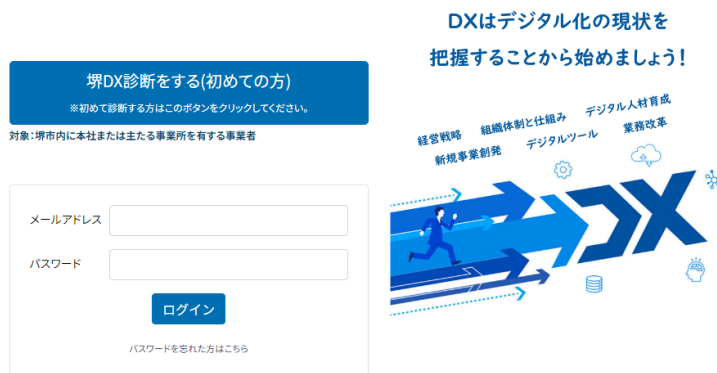 堺DX診断をする(初めての方)
※初めて診断する方はこのボタンをクリックしてください。
対象：堺市内に本社または主たる事業所を有する事業者
メールアドレス
パスワード
ログイン
パスワードを忘れた方はこちら
DXはデジタル化の現状を
把握することから始めましょう！
経営戦略 組織体制と仕組み デジタル人材育成
新規事業創発 デジタルツール 業務改革
DX